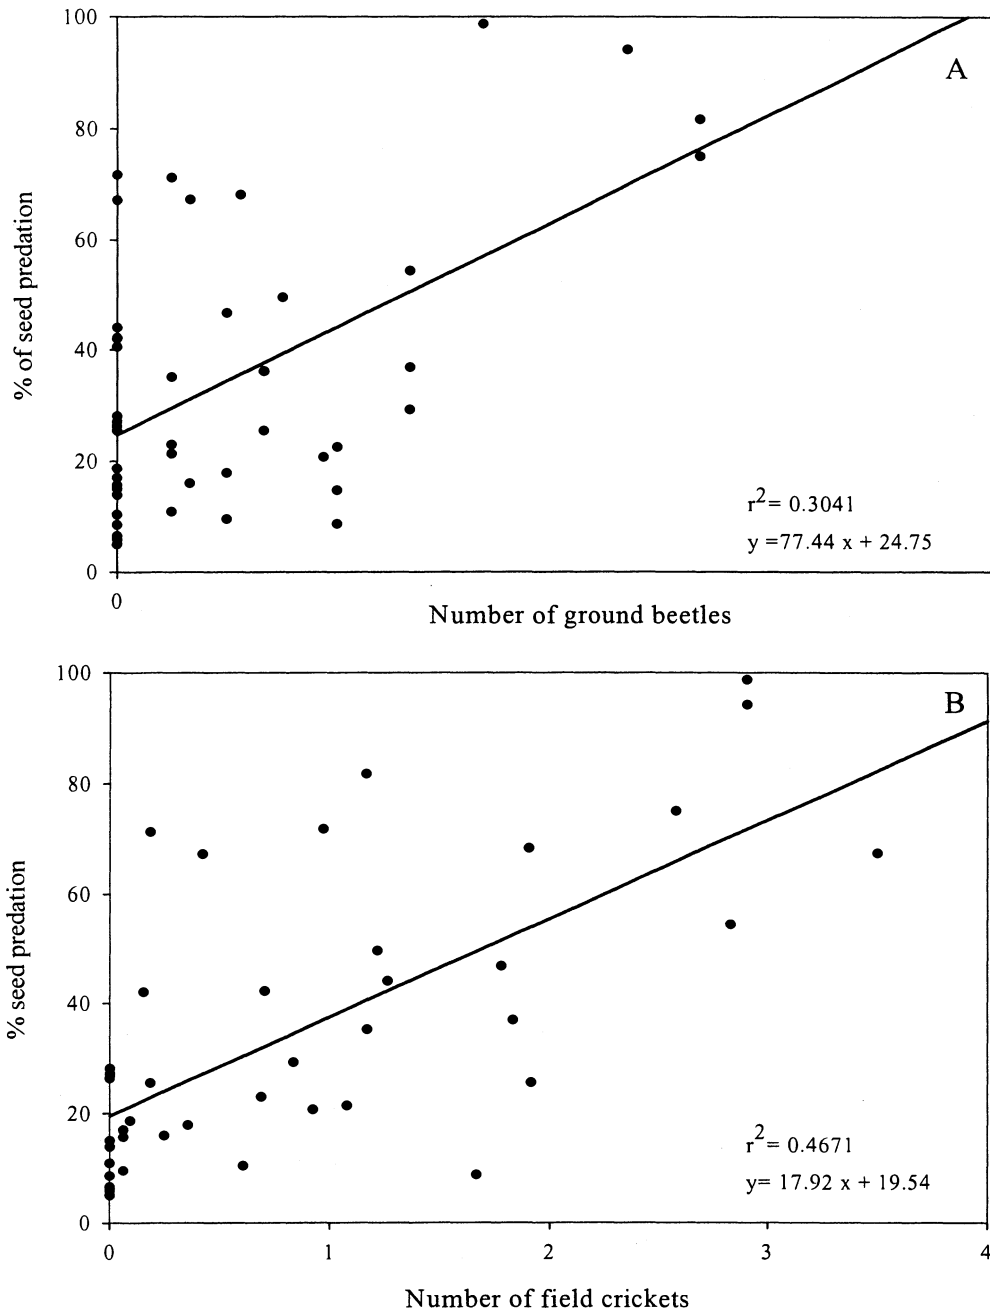 100
80
60
40
20
0
% of seed predation
A
r2= 0.3041
y =77.44 x + 24.75
0
Number of ground beetles
100
80
60
40
20
0
% seed predation
B
r2= 0.4671
y= 17.92 x + 19.54
0 1 2 3 4
Number of field crickets